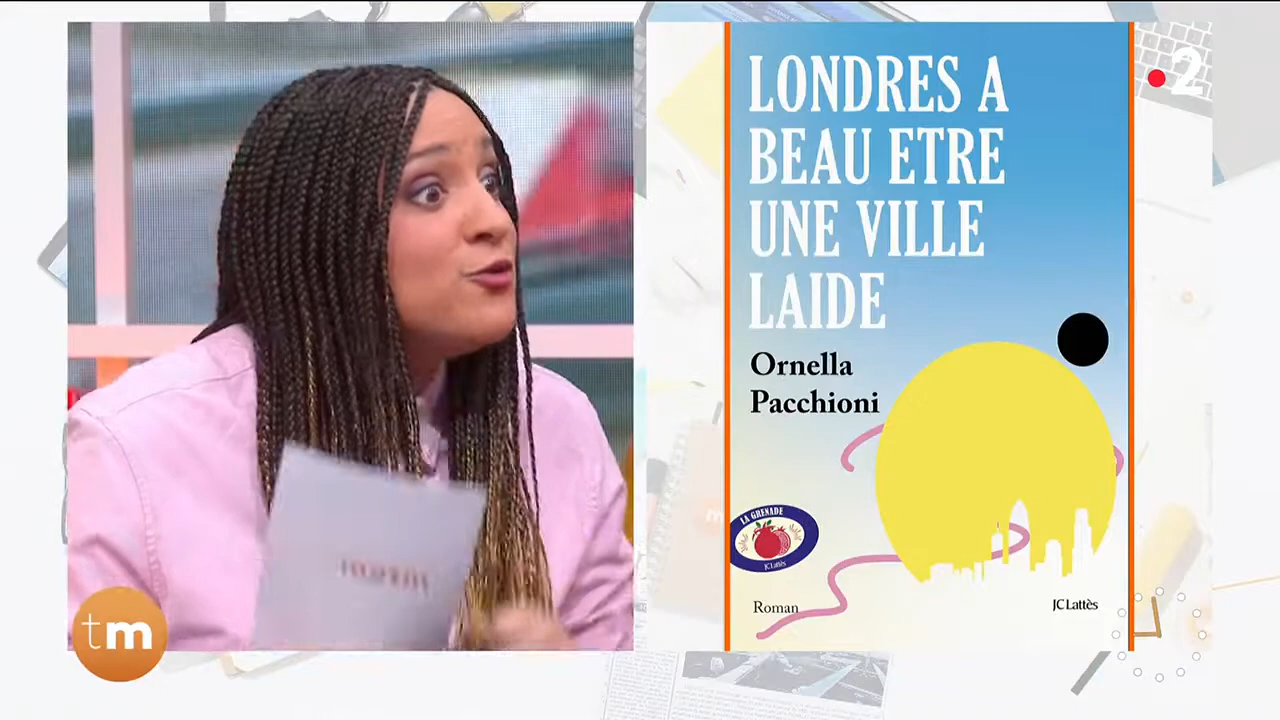 LONDRES A
BEAU ETRE
UNE VILLE
LAIDE
Ornella
Pacchioni
LA GRENADE
JC Lattès
Roman
JC Lattès
tm
2